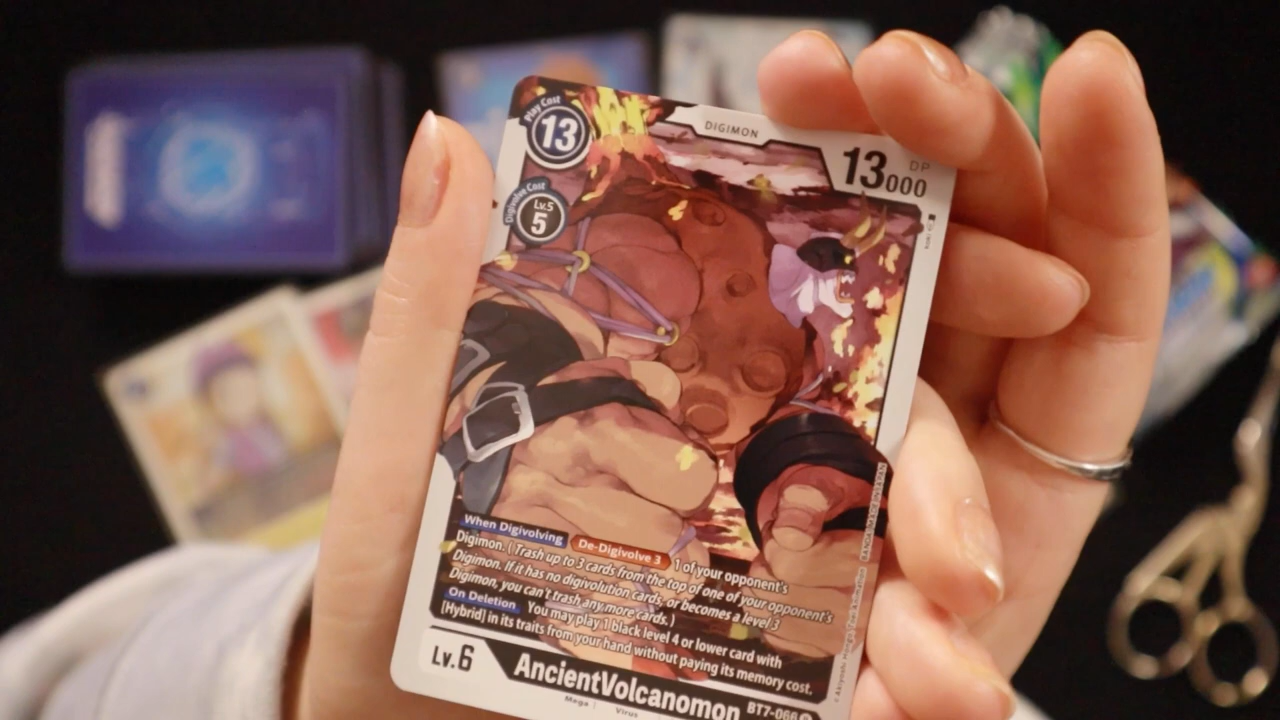 Play Cost
13
DIGIMON
13000
DP
Digivolve Cost
Lv.5
5
When Digivolving De-Digivolve 3 1 of your opponent's
Digimon. (Trash up to 3 cards from the top of one of your opponent's
Digimon. If it has no digivolution cards, or becomes a level 3
Digimon, you can't trash any more cards.)
On Deletion You may play 1 black level 4 or lower card with
[Hybrid] in its traits from your hand without paying its memory cost.
Lv.6
AncientVolcanomon
BT7-066
Mega
Virus